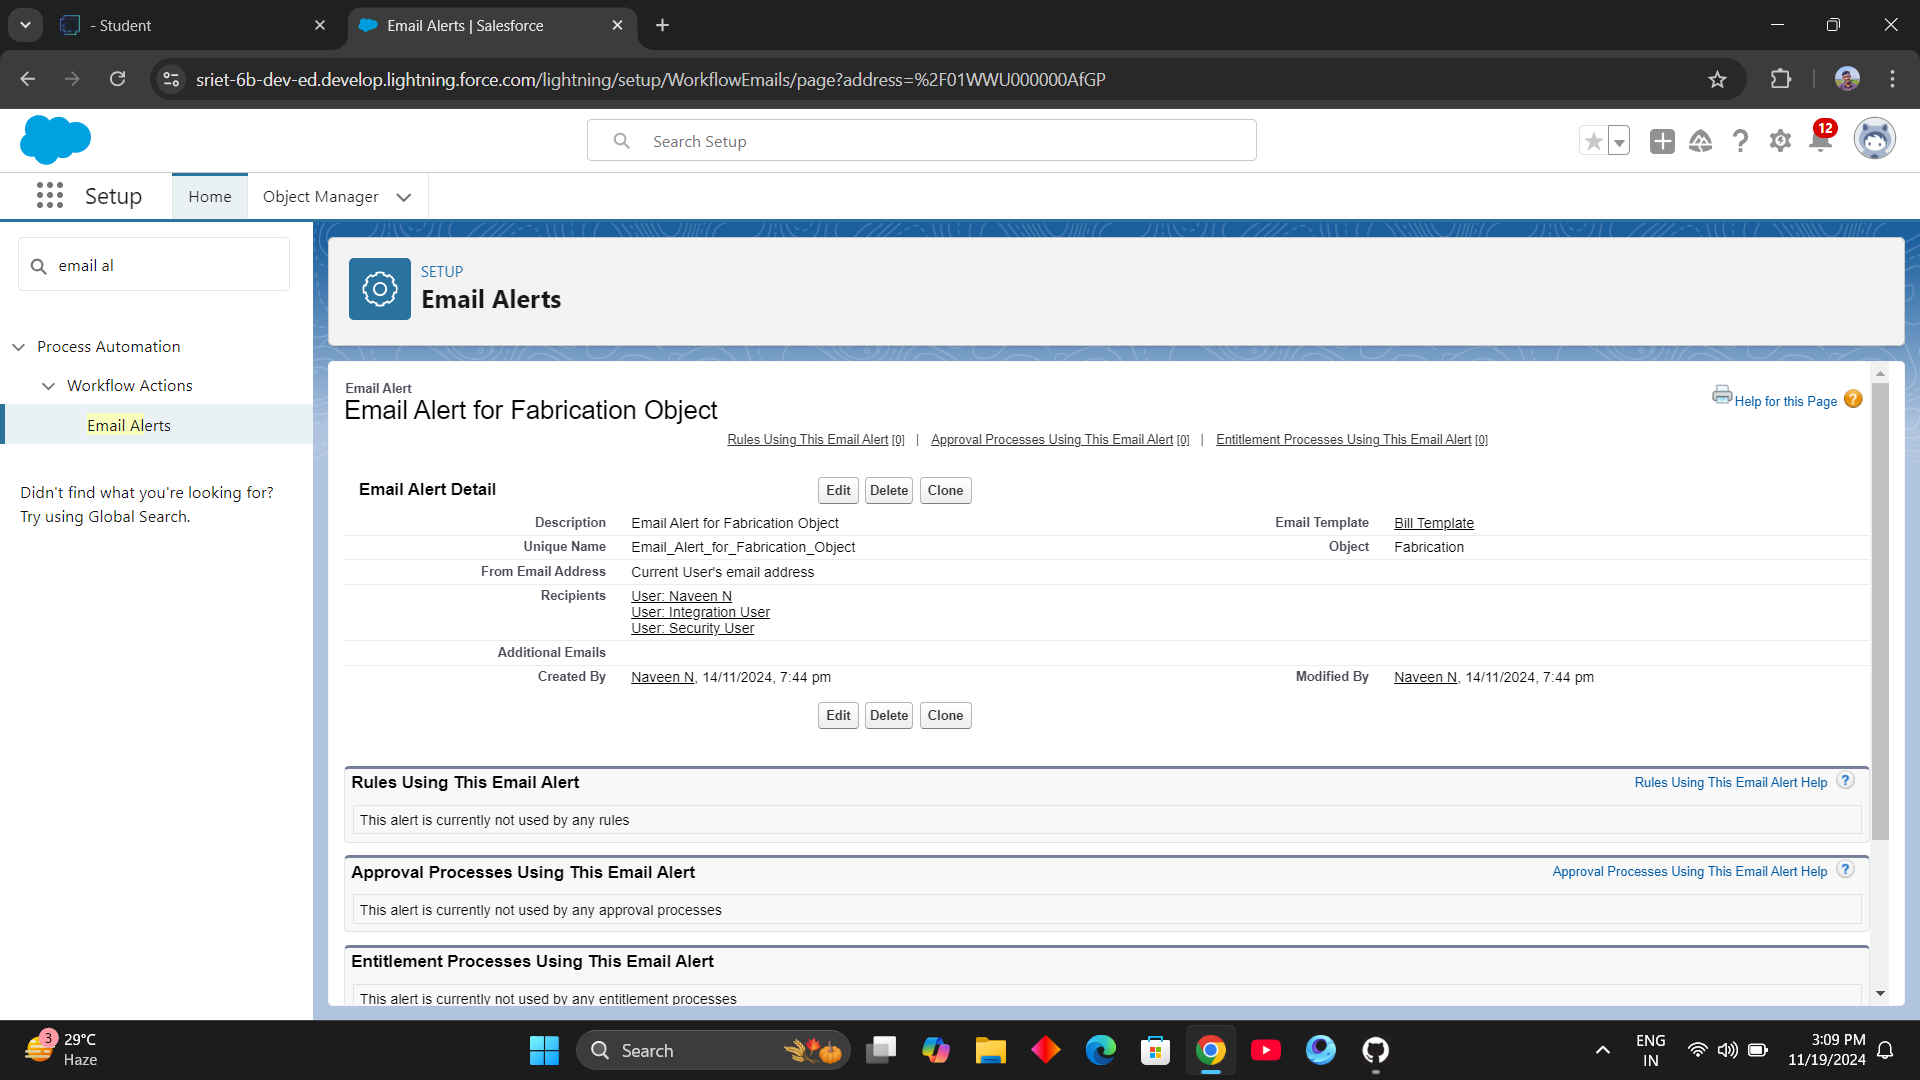 - Student
Email Alerts | Salesforce
sriet-6b-dev-ed.develop.lightning.force.com/lightning/setup/WorkflowEmails/page?address=%2F01WWU000000AfGP
Search Setup
12
Setup
Home
Object Manager
email al
SETUP
Email Alerts
Process Automation
Workflow Actions
Email Alerts
Didn't find what you're looking for?
Try using Global Search.
Email Alert
Email Alert for Fabrication Object
Help for this Page ?
Rules Using This Email Alert [0] | Approval Processes Using This Email Alert [0] | Entitlement Processes Using This Email Alert [0]
Email Alert Detail Edit Delete Clone
Description Email Alert for Fabrication Object Email Template Bill Template
Unique Name Email_Alert_for_Fabrication_Object Object Fabrication
From Email Address Current User's email address
Recipients User: Naveen N
User: Integration User
User: Security User
Additional Emails
Created By Naveen N, 14/11/2024, 7:44 pm Modified By Naveen N, 14/11/2024, 7:44 pm
Edit Delete Clone
Rules Using This Email Alert Rules Using This Email Alert Help ?
This alert is currently not used by any rules
Approval Processes Using This Email Alert Approval Processes Using This Email Alert Help ?
This alert is currently not used by any approval processes
Entitlement Processes Using This Email Alert
This alert is currently not used by any entitlement processes
3 29°C
Haze
Search
ENG
IN
3:09 PM
11/19/2024